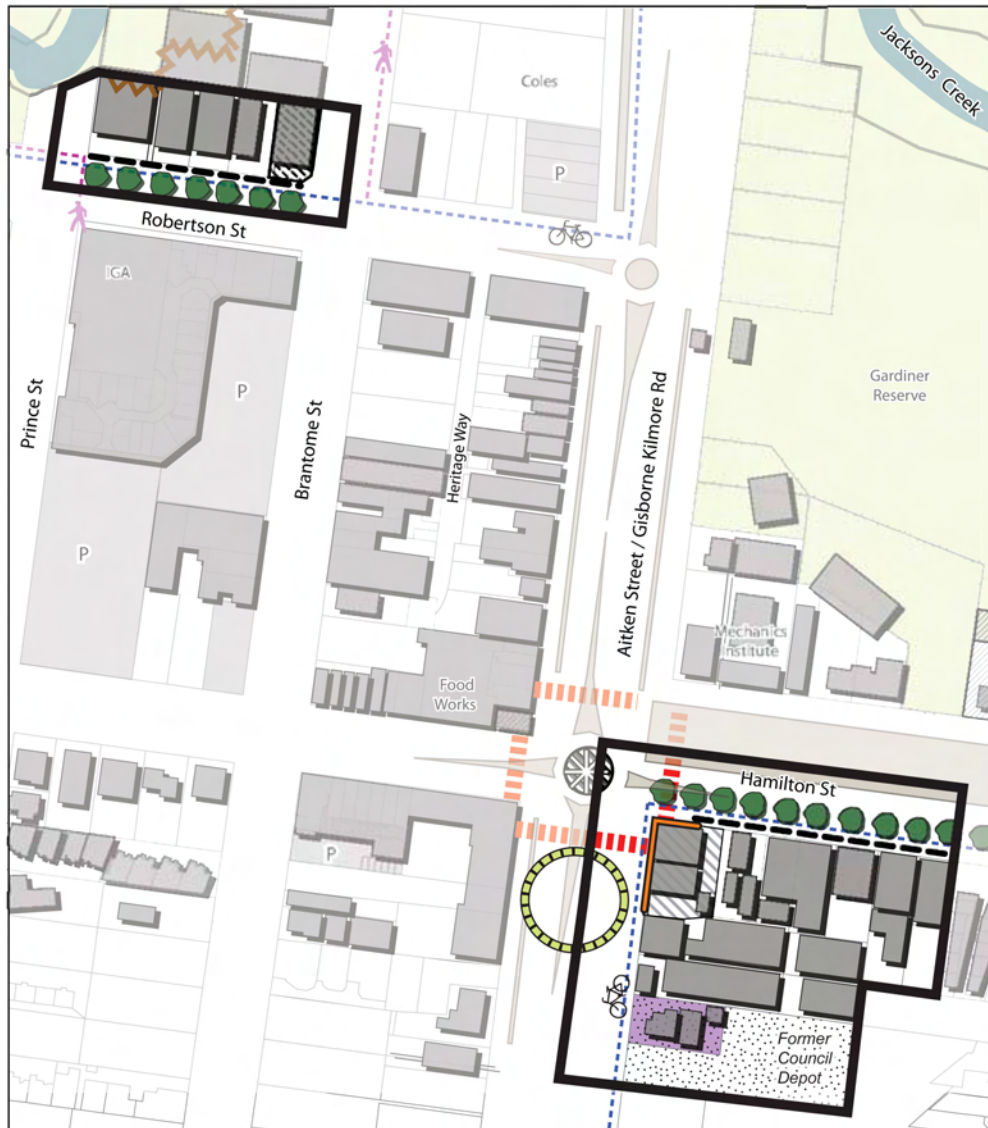 Jacksons Creek
Coles
P
Robertson St
IGA
P
Prince St
Brantome St
Heritage Way
Aitken Street / Gisborne Kilmore Rd
Gardiner
Reserve
P
Mechanics
Institute
Food
Works
Hamilton St
P
Former
Council
Depot